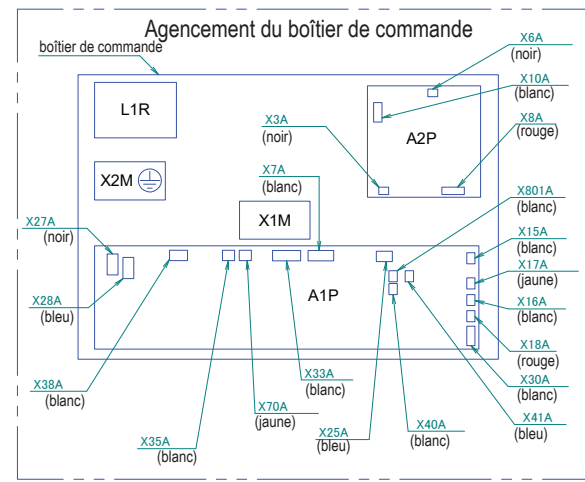 Agencement du boîtier de commande
boîtier de commande
X6A
(noir)
X10A
(blanc)
L1R
X3A
(noir)
A2P
X8A
(rouge)
X2M
X7A
(blanc)
X801A
(blanc)
X1M
X27A
(noir)
X15A
(blanc)
X17A
(jaune)
X28A
(bleu)
A1P
X16A
(blanc)
X18A
(rouge)
X38A
(blanc)
X33A
(blanc)
X30A
(blanc)
X70A
(jaune)
X41A
(bleu)
X35A
(blanc)
X25A
(bleu)
X40A
(blanc)